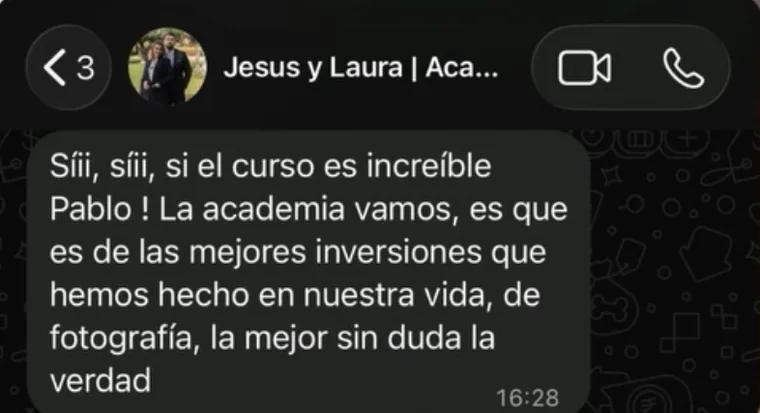 3
Jesus y Laura | Aca...
Síii, síii, si el curso es increíble
Pablo ! La academia vamos, es que
es de las mejores inversiones que
hemos hecho en nuestra vida, de
fotografía, la mejor sin duda la
verdad
16:28